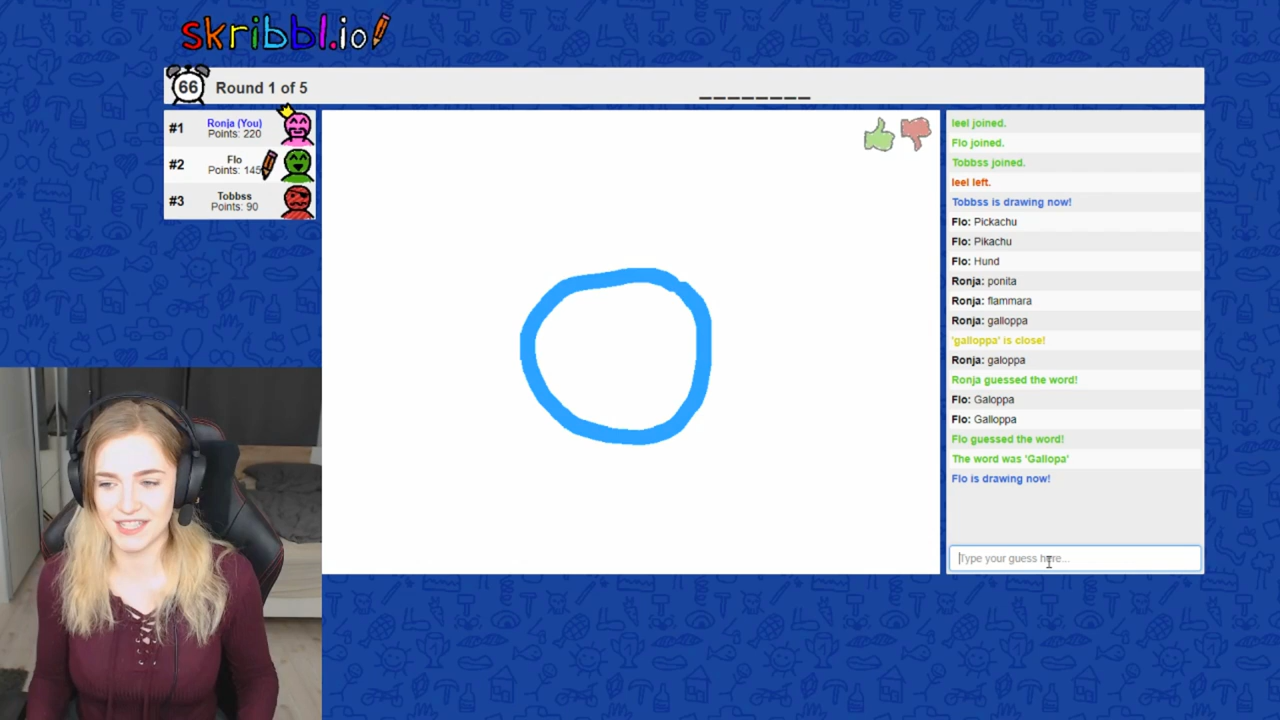 skribbl.io
66
Round 1 of 5
________
#1
Ronja (You)
Points: 220
#2
Flo
Points: 145
#3
Tobbss
Points: 90
leel joined.
Flo joined.
Tobbss joined.
leel left.
Tobbss is drawing now!
Flo: Pickachu
Flo: Pikachu
Flo: Hund
Ronja: ponita
Ronja: flammara
Ronja: galloppa
'galloppa' is close!
Ronja: galoppa
Ronja guessed the word!
Flo: Galoppa
Flo: Galloppa
Flo guessed the word!
The word was 'Gallopa'
Flo is drawing now!
Type your guess here...